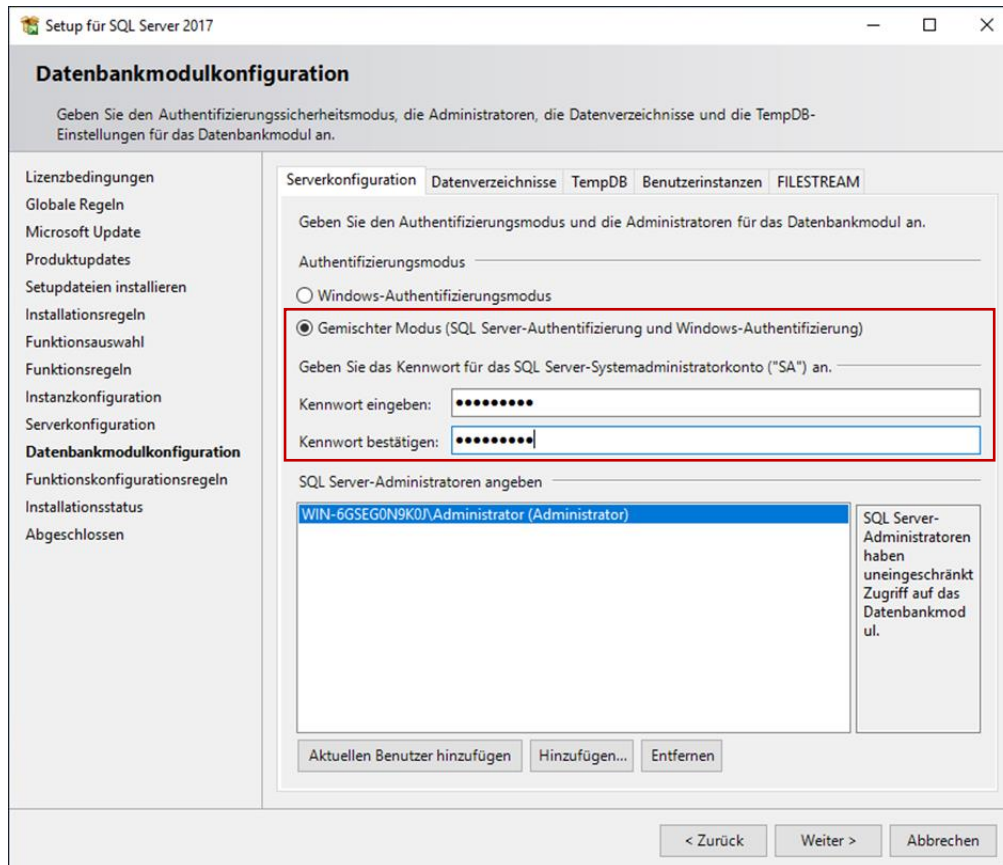 Setup für SQL Server 2017
Datenbankmodulkonfiguration
Geben Sie den Authentifizierungssicherheitsmodus, die Administratoren, die Datenverzeichnisse und die TempDB-
Einstellungen für das Datenbankmodul an.
Lizenzbedingungen
Globale Regeln
Microsoft Update
Produktupdates
Setupdateien installieren
Installationsregeln
Funktionsauswahl
Funktionsregeln
Instanzkonfiguration
Serverkonfiguration
Datenbankmodulkonfiguration
Funktionskonfigurationsregeln
Installationsstatus
Abgeschlossen
Serverkonfiguration Datenverzeichnisse TempDB Benutzerinstanzen FILESTREAM
Geben Sie den Authentifizierungsmodus und die Administratoren für das Datenbankmodul an.
Authentifizierungsmodus
Windows-Authentifizierungsmodus
Gemischter Modus (SQL Server-Authentifizierung und Windows-Authentifizierung)
Geben Sie das Kennwort für das SQL Server-Systemadministratorkonto ("SA") an.
Kennwort eingeben: ●●●●●●●●●
Kennwort bestätigen: ●●●●●●●●●
SQL Server-Administratoren angeben
WIN-6GSEG0N9K0J\Administrator (Administrator)
SQL Server-
Administratoren
haben
uneingeschränkt
Zugriff auf das
Datenbankmod
ul.
Aktuellen Benutzer hinzufügen Hinzufügen... Entfernen
< Zurück Weiter > Abbrechen